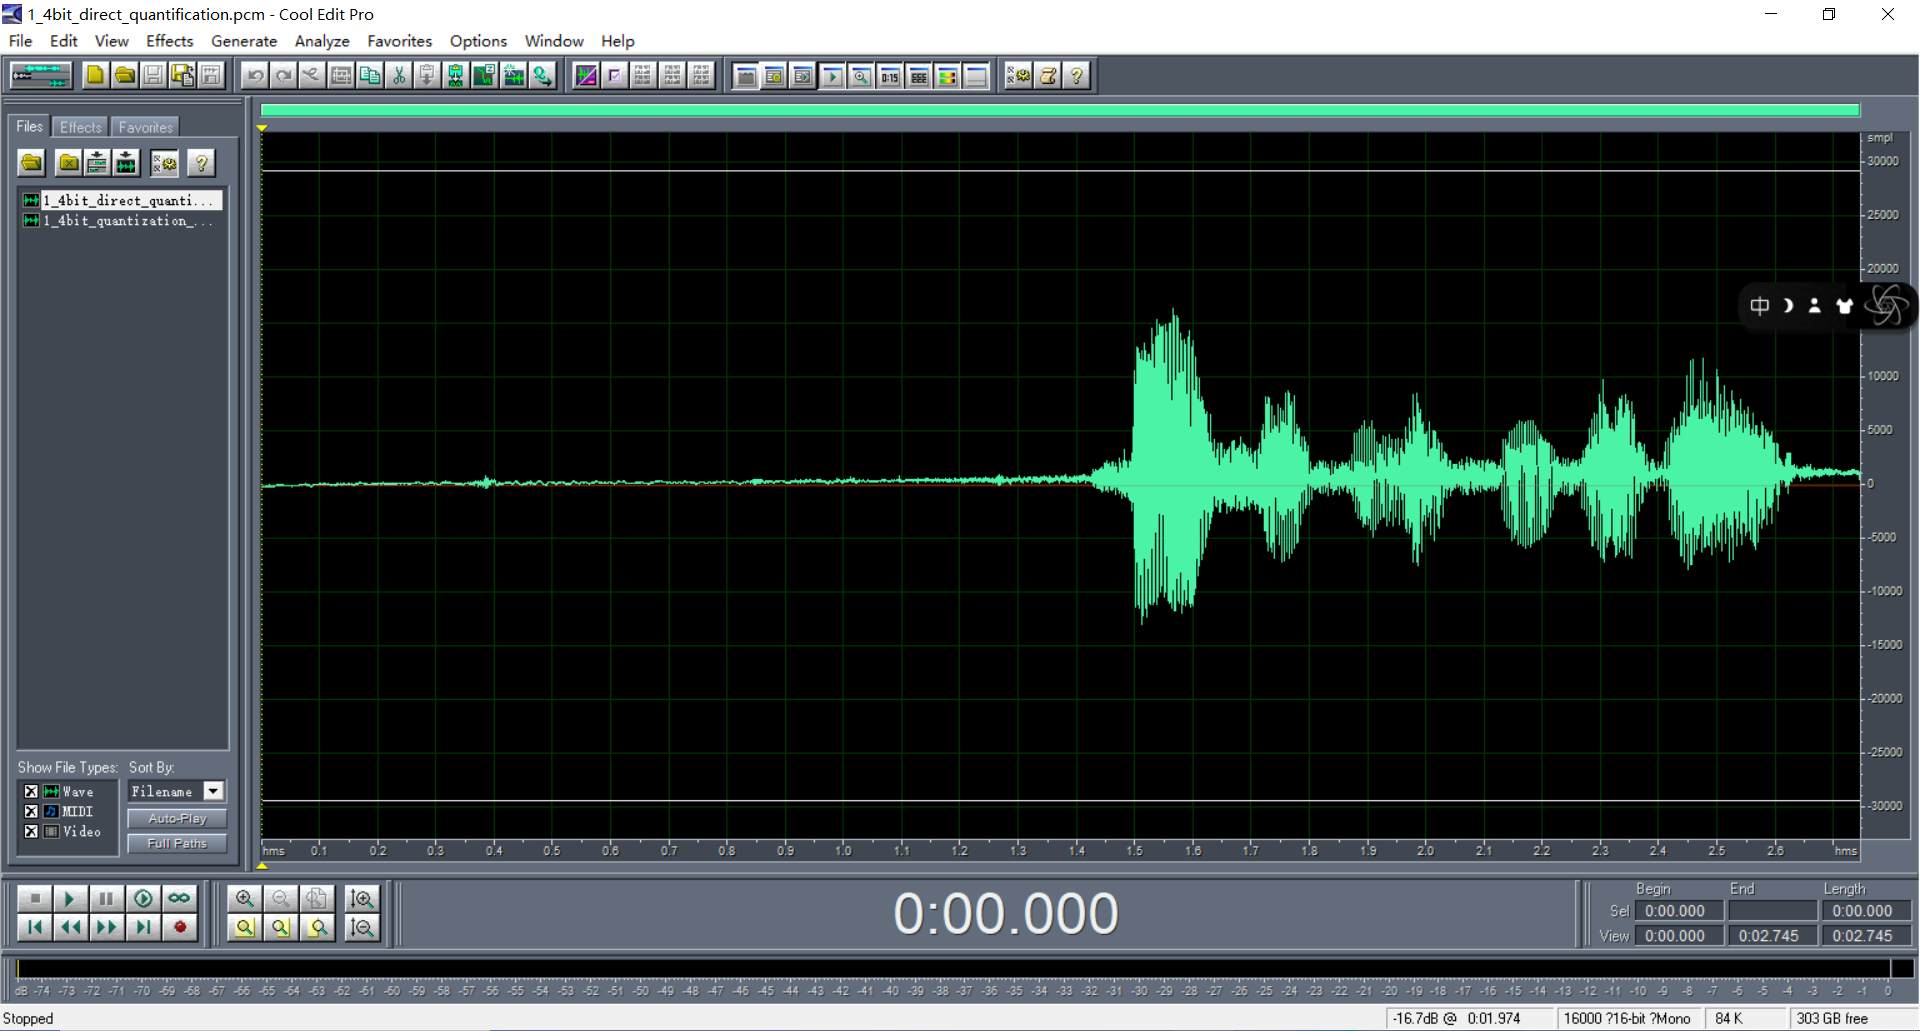 1_4bit_direct_quantification.pcm - Cool Edit Pro
File Edit View Effects Generate Analyze Favorites Options Window Help
0:15
Files Effects Favorites
1_4bit_direct_quanti...
1_4bit_quantization_...
Show File Types: Sort By:
Wave Filename
MIDI Auto-Play
Video Full Paths
smpl
30000
25000
20000
中
10000
5000
0
-5000
-10000
-15000
-20000
-25000
-30000
hms 0.1 0.2 0.3 0.4 0.5 0.6 0.7 0.8 0.9 1.0 1.1 1.2 1.3 1.4 1.5 1.6 1.7 1.8 1.9 2.0 2.1 2.2 2.3 2.4 2.5 2.6 hms
0:00.000
Begin End Length
Sel 0:00.000 0:00.000
View 0:00.000 0:02.745 0:02.745
dB -74 -73 -72 -71 -70 -69 -68 -67 -66 -65 -64 -63 -62 -61 -60 -59 -58 -57 -56 -55 -54 -53 -52 -51 -50 -49 -48 -47 -46 -45 -44 -43 -42 -41 -40 -39 -38 -37 -36 -35 -34 -33 -32 -31 -30 -29 -28 -27 -26 -25 -24 -23 -22 -21 -20 -19 -18 -17 -16 -15 -14 -13 -12 -11 -10 -9 -8 -7 -6 -5 -4 -3 -2 -1 0
Stopped -16.7dB @ 0:01.974 16000 ?16-bit ?Mono 84 K 303 GB free